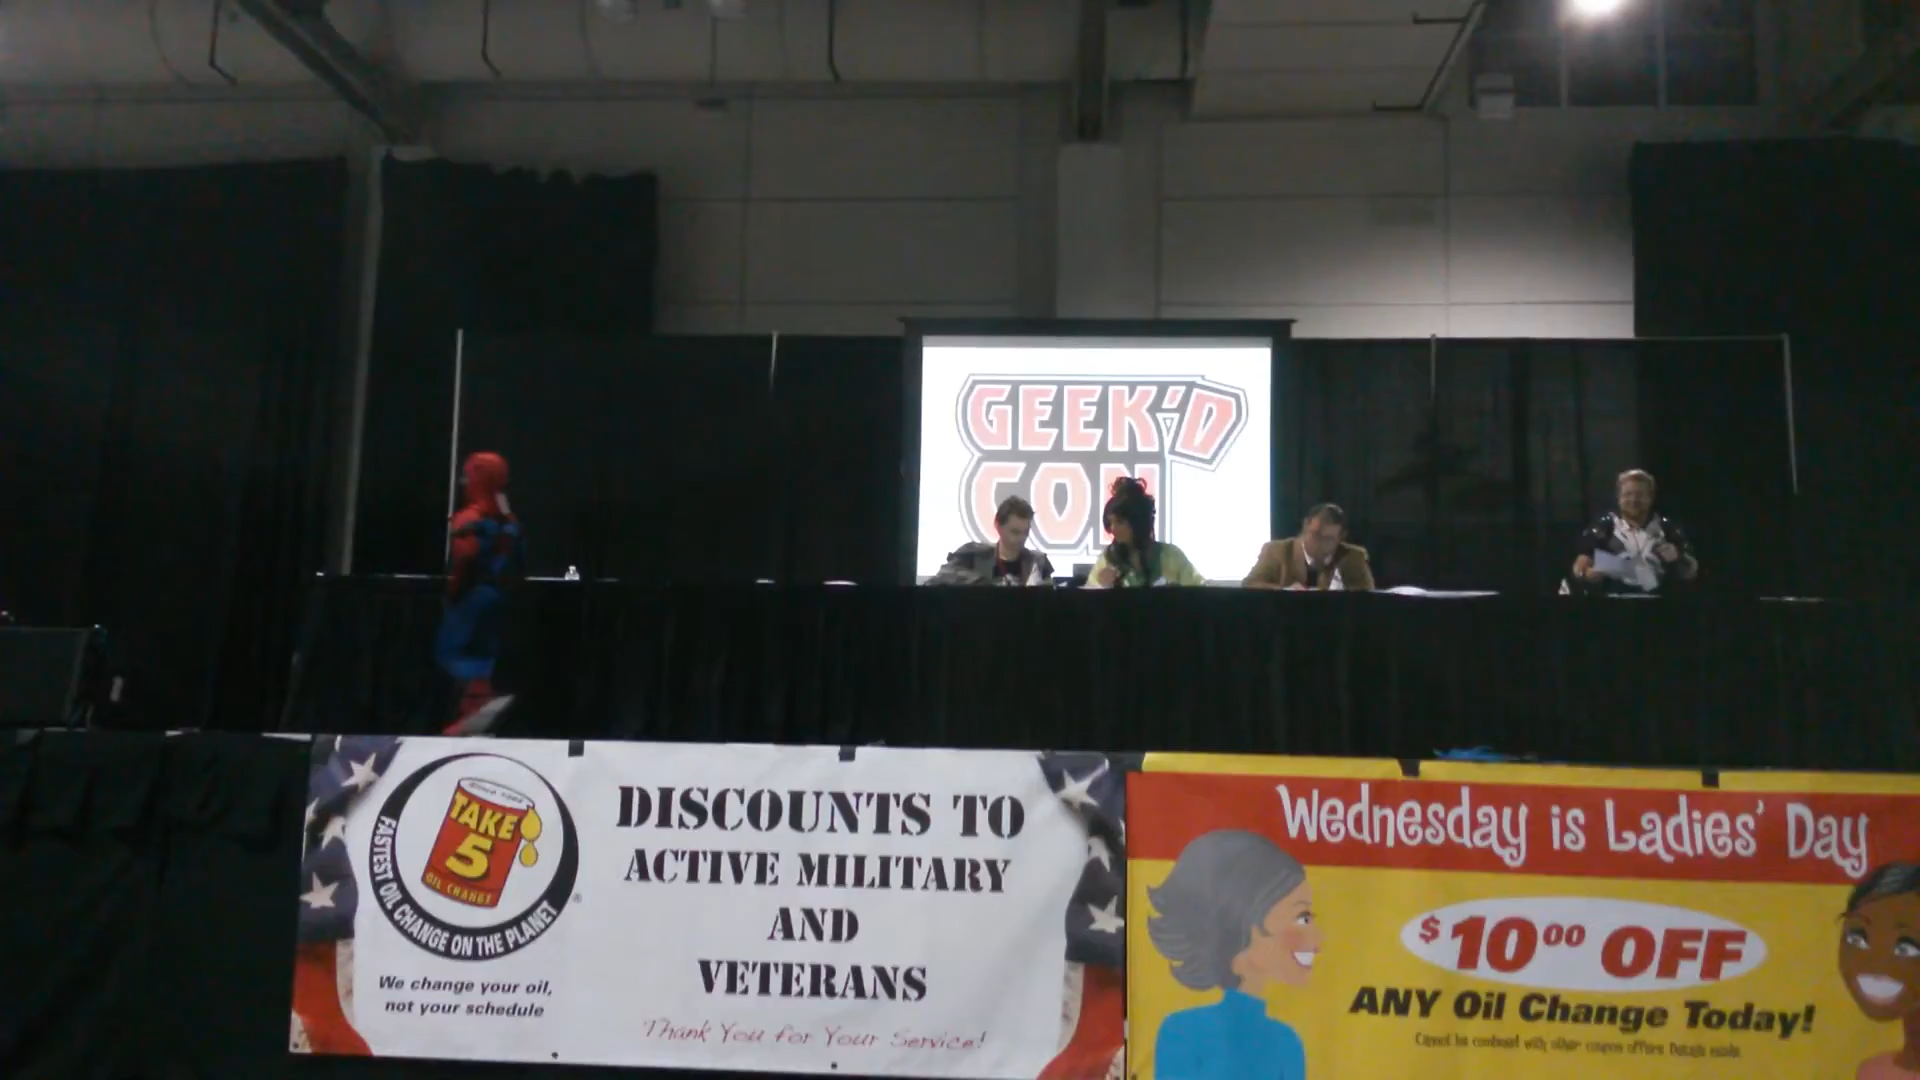 GEEK'D
CON
TAKE
5
OIL CHANGE
FASTEST OIL CHANGE ON THE PLANET
®
We change your oil,
not your schedule
DISCOUNTS TO
ACTIVE MILITARY
AND
VETERANS
Thank You for Your Service!
Wednesday is Ladies' Day
$10⁰⁰ OFF
ANY Oil Change Today!